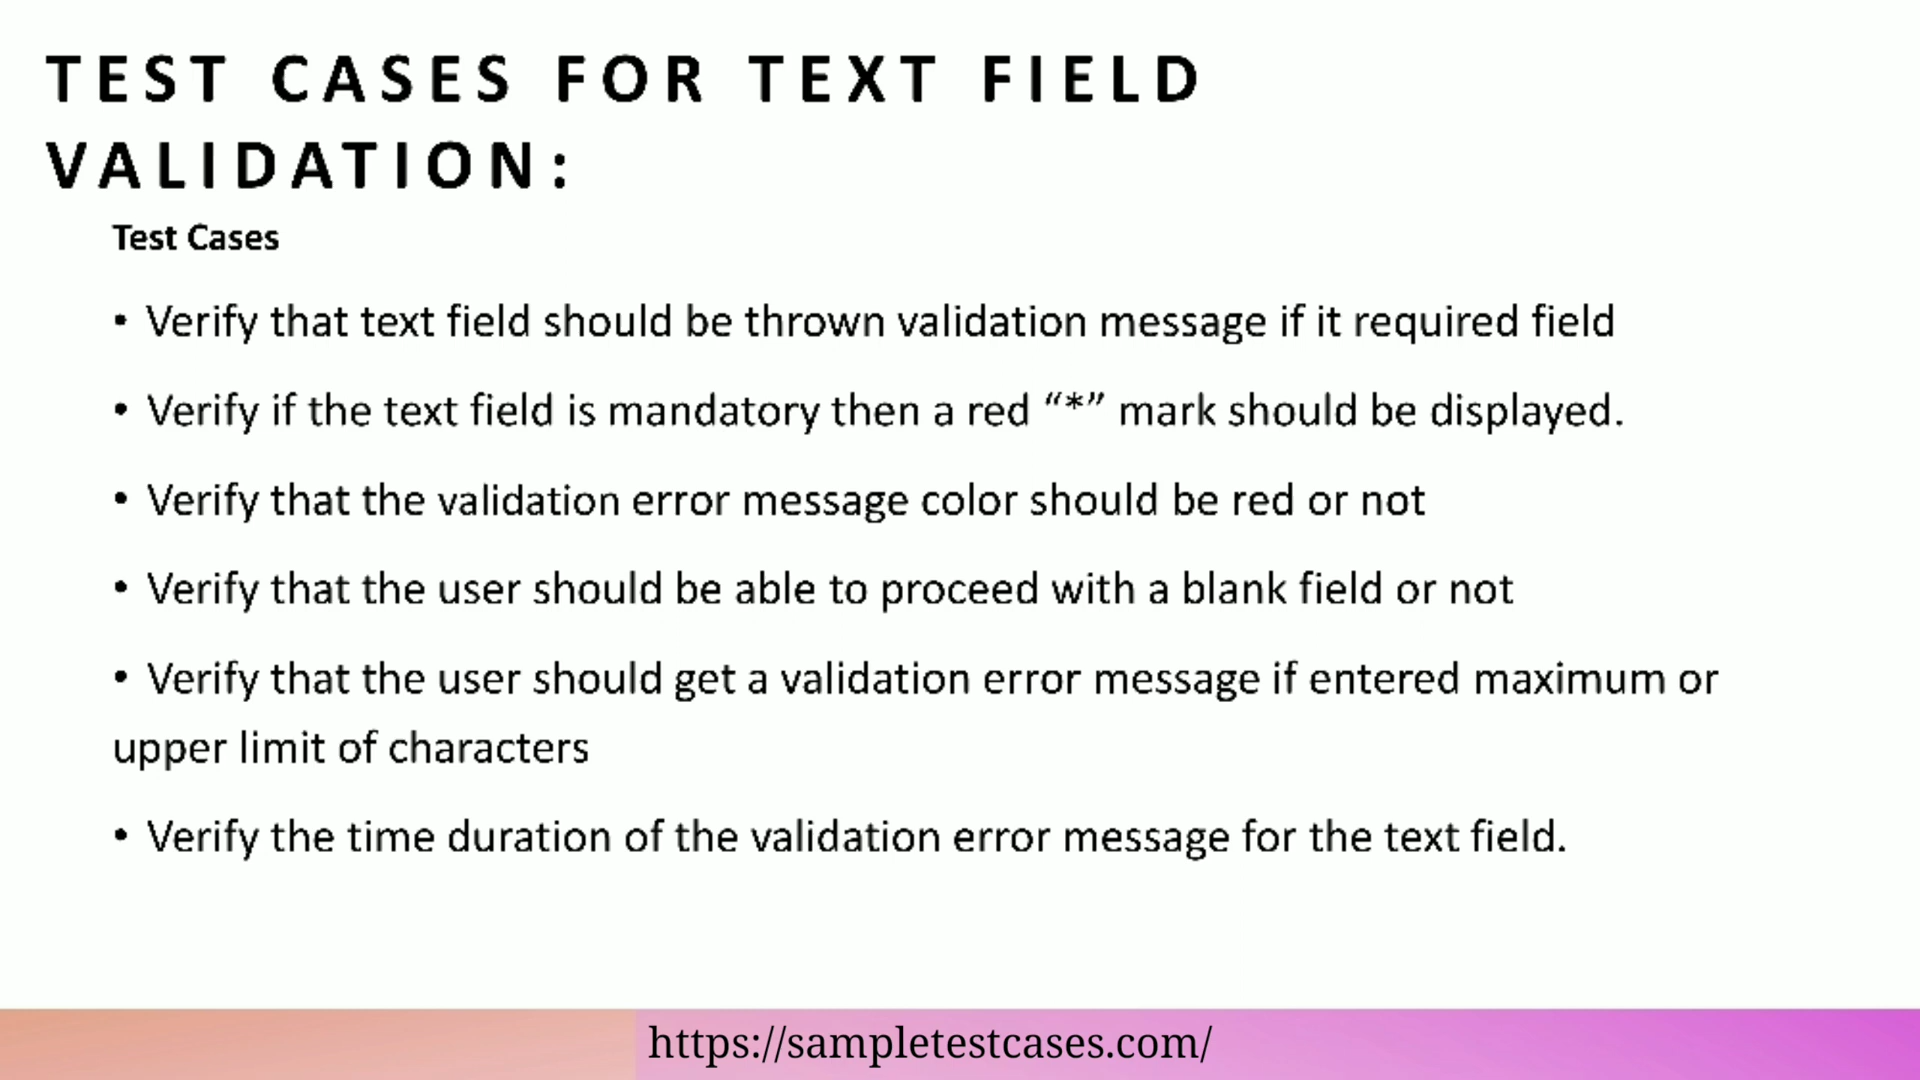 TEST CASES FOR TEXT FIELD
VALIDATION:
Test Cases
• Verify that text field should be thrown validation message if it required field
• Verify if the text field is mandatory then a red “*” mark should be displayed.
• Verify that the validation error message color should be red or not
• Verify that the user should be able to proceed with a blank field or not
• Verify that the user should get a validation error message if entered maximum or
upper limit of characters
• Verify the time duration of the validation error message for the text field.
https://sampletestcases.com/